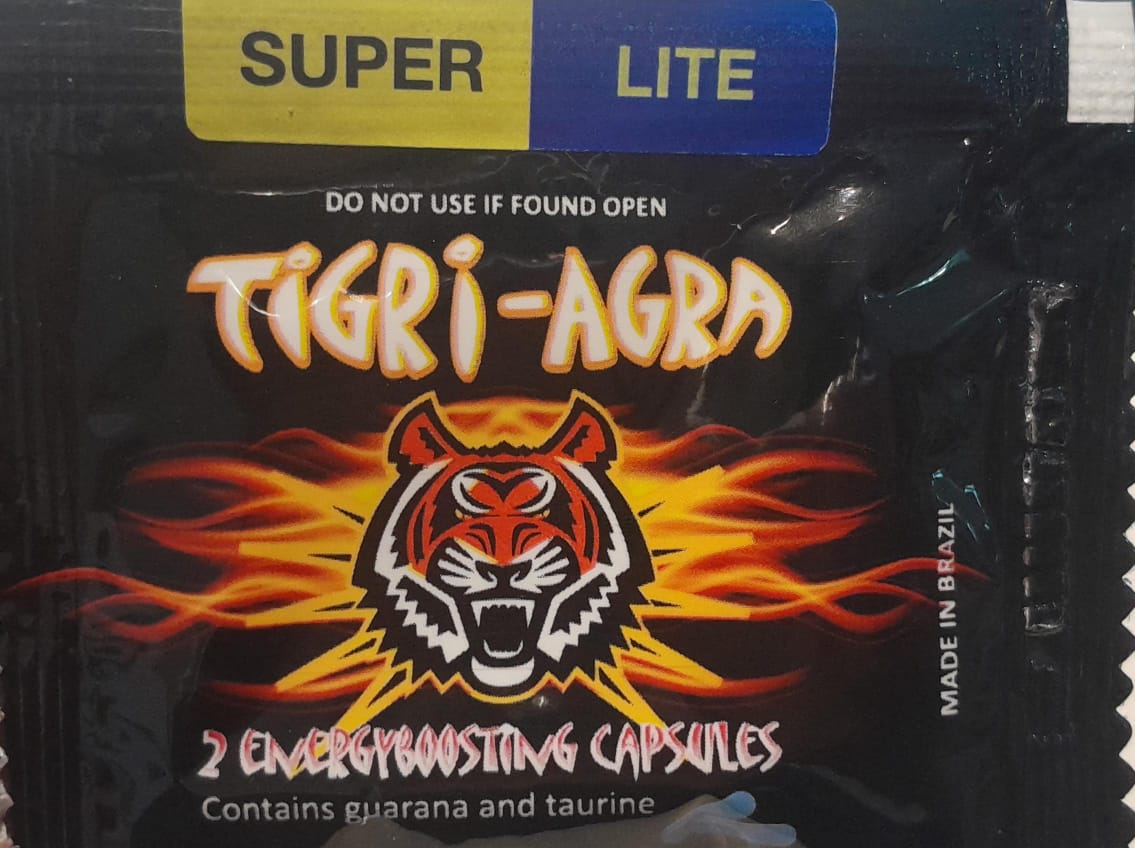 SUPER LITE
DO NOT USE IF FOUND OPEN
TiGRi-AGRA
MADE IN BRAZIL
2 ENERGYBOOSTING CAPSULES
Contains guarana and taurine